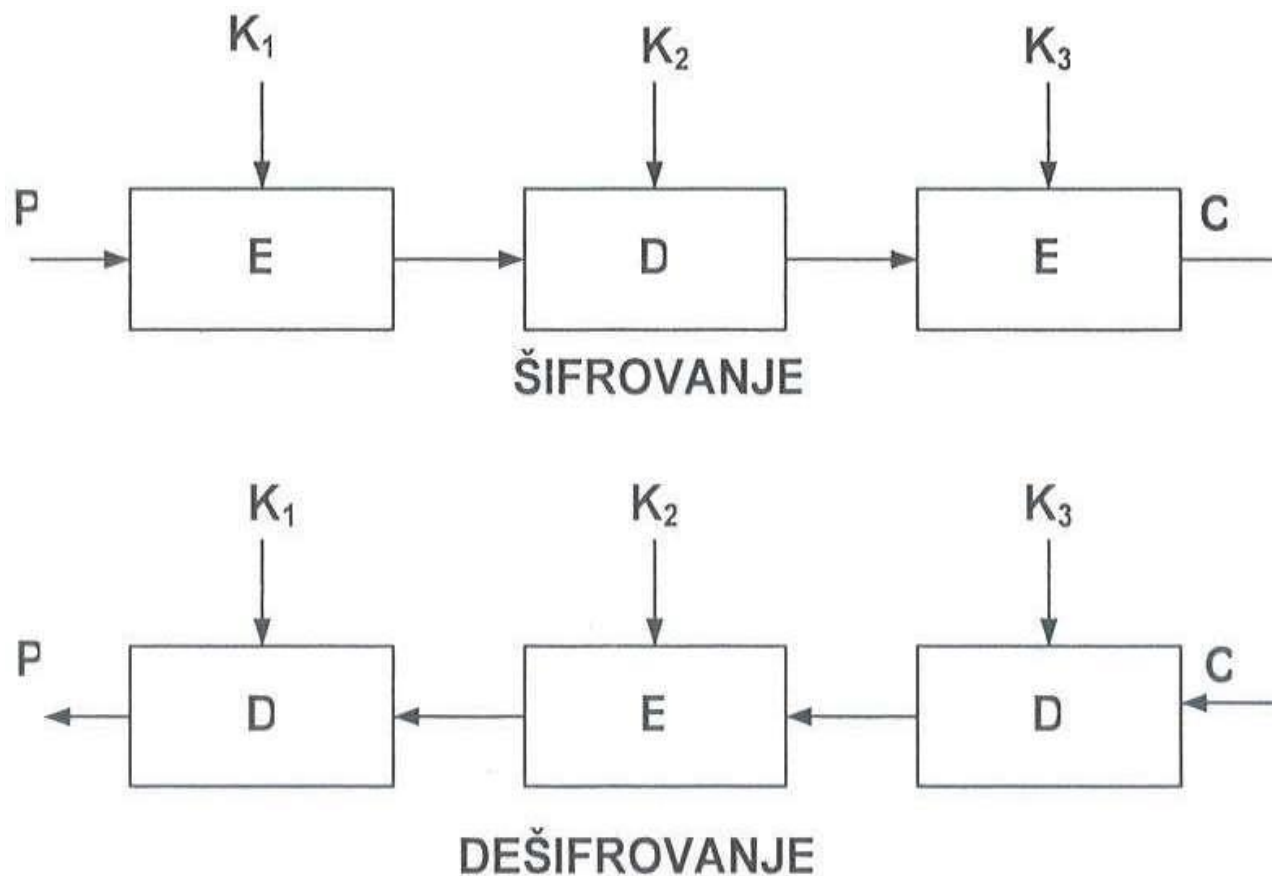 K₁ K₂ K₃
P E D E C
ŠIFROVANJE
K₁ K₂ K₃
P D E D C
DEŠIFROVANJE